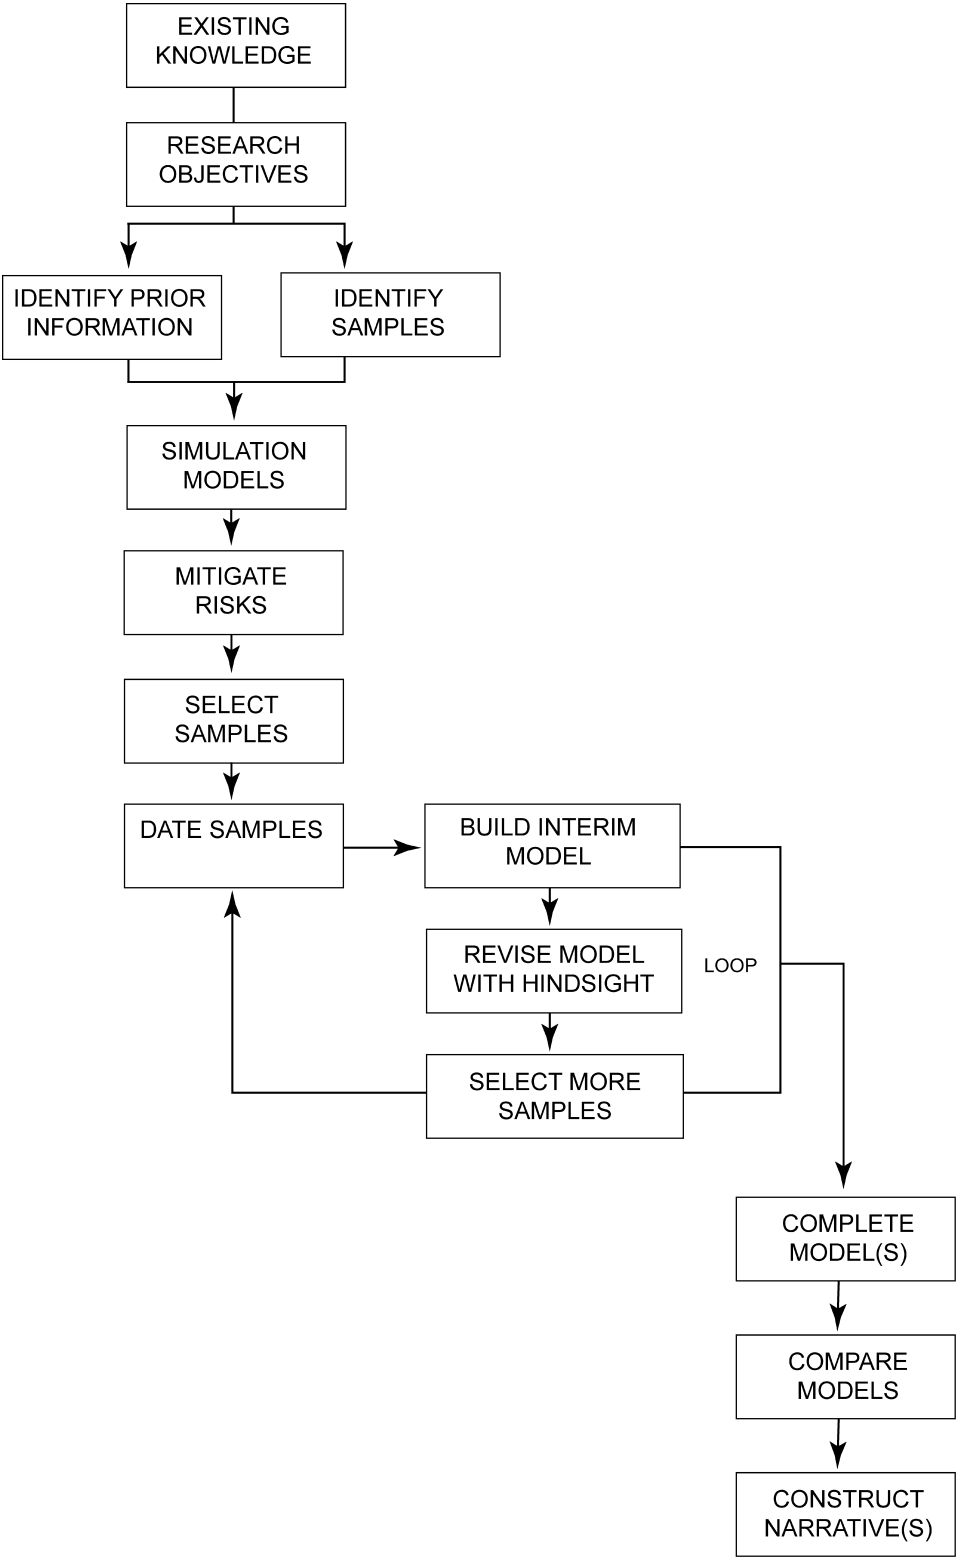 EXISTING
KNOWLEDGE
RESEARCH
OBJECTIVES
IDENTIFY PRIOR
INFORMATION
IDENTIFY
SAMPLES
SIMULATION
MODELS
MITIGATE
RISKS
SELECT
SAMPLES
DATE SAMPLES
BUILD INTERIM
MODEL
REVISE MODEL
WITH HINDSIGHT
LOOP
SELECT MORE
SAMPLES
COMPLETE
MODEL(S)
COMPARE
MODELS
CONSTRUCT
NARRATIVE(S)